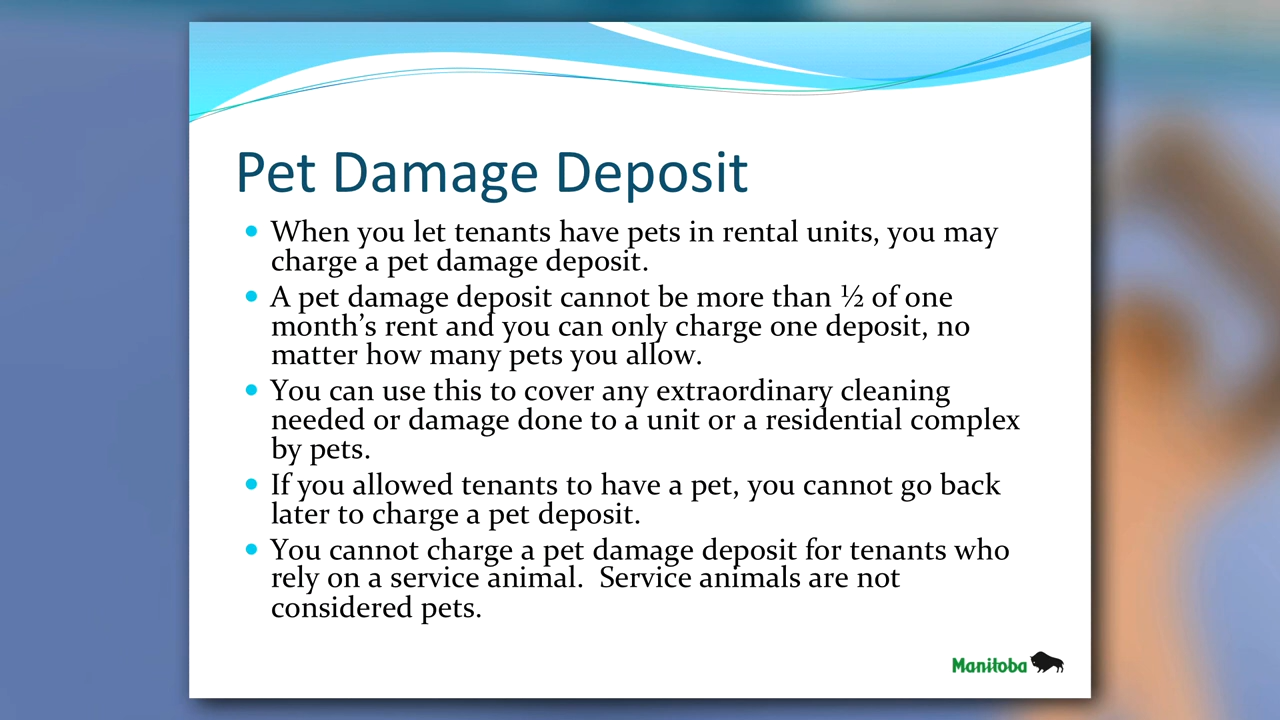 Pet Damage Deposit
• When you let tenants have pets in rental units, you may
charge a pet damage deposit.
• A pet damage deposit cannot be more than ½ of one
month’s rent and you can only charge one deposit, no
matter how many pets you allow.
• You can use this to cover any extraordinary cleaning
needed or damage done to a unit or a residential complex
by pets.
• If you allowed tenants to have a pet, you cannot go back
later to charge a pet deposit.
• You cannot charge a pet damage deposit for tenants who
rely on a service animal.  Service animals are not
considered pets.
Manitoba